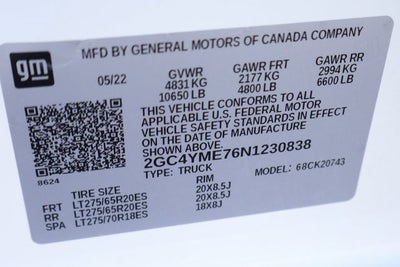 gm
MFD BY GENERAL MOTORS OF CANADA COMPANY
05/22 GVWR GAWR FRT GAWR RR
4831 KG 2177 KG 2994 KG
10650 LB 4800 LB 6600 LB
THIS VEHICLE CONFORMS TO ALL
APPLICABLE U.S. FEDERAL MOTOR
VEHICLE SAFETY STANDARDS IN EFFECT
ON THE DATE OF MANUFACTURE
2GC4YME76N1230838
8624
TYPE: TRUCK MODEL: 68CK20743
TIRE SIZE RIM
FRT LT275/65R20ES 20X8.5J
RR LT275/65R20ES 20X8.5J
SPA LT275/70R18ES 18X8J